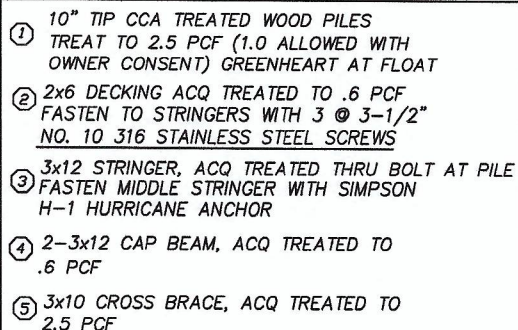 ① 10" TIP CCA TREATED WOOD PILES
TREAT TO 2.5 PCF (1.0 ALLOWED WITH
OWNER CONSENT) GREENHEART AT FLOAT
② 2x6 DECKING ACQ TREATED TO .6 PCF
FASTEN TO STRINGERS WITH 3 @ 3-1/2"
NO. 10 316 STAINLESS STEEL SCREWS
③ 3x12 STRINGER, ACQ TREATED THRU BOLT AT PILE
FASTEN MIDDLE STRINGER WITH SIMPSON
H-1 HURRICANE ANCHOR
④ 2-3x12 CAP BEAM, ACQ TREATED TO
.6 PCF
⑤ 3x10 CROSS BRACE, ACQ TREATED TO
2.5 PCF